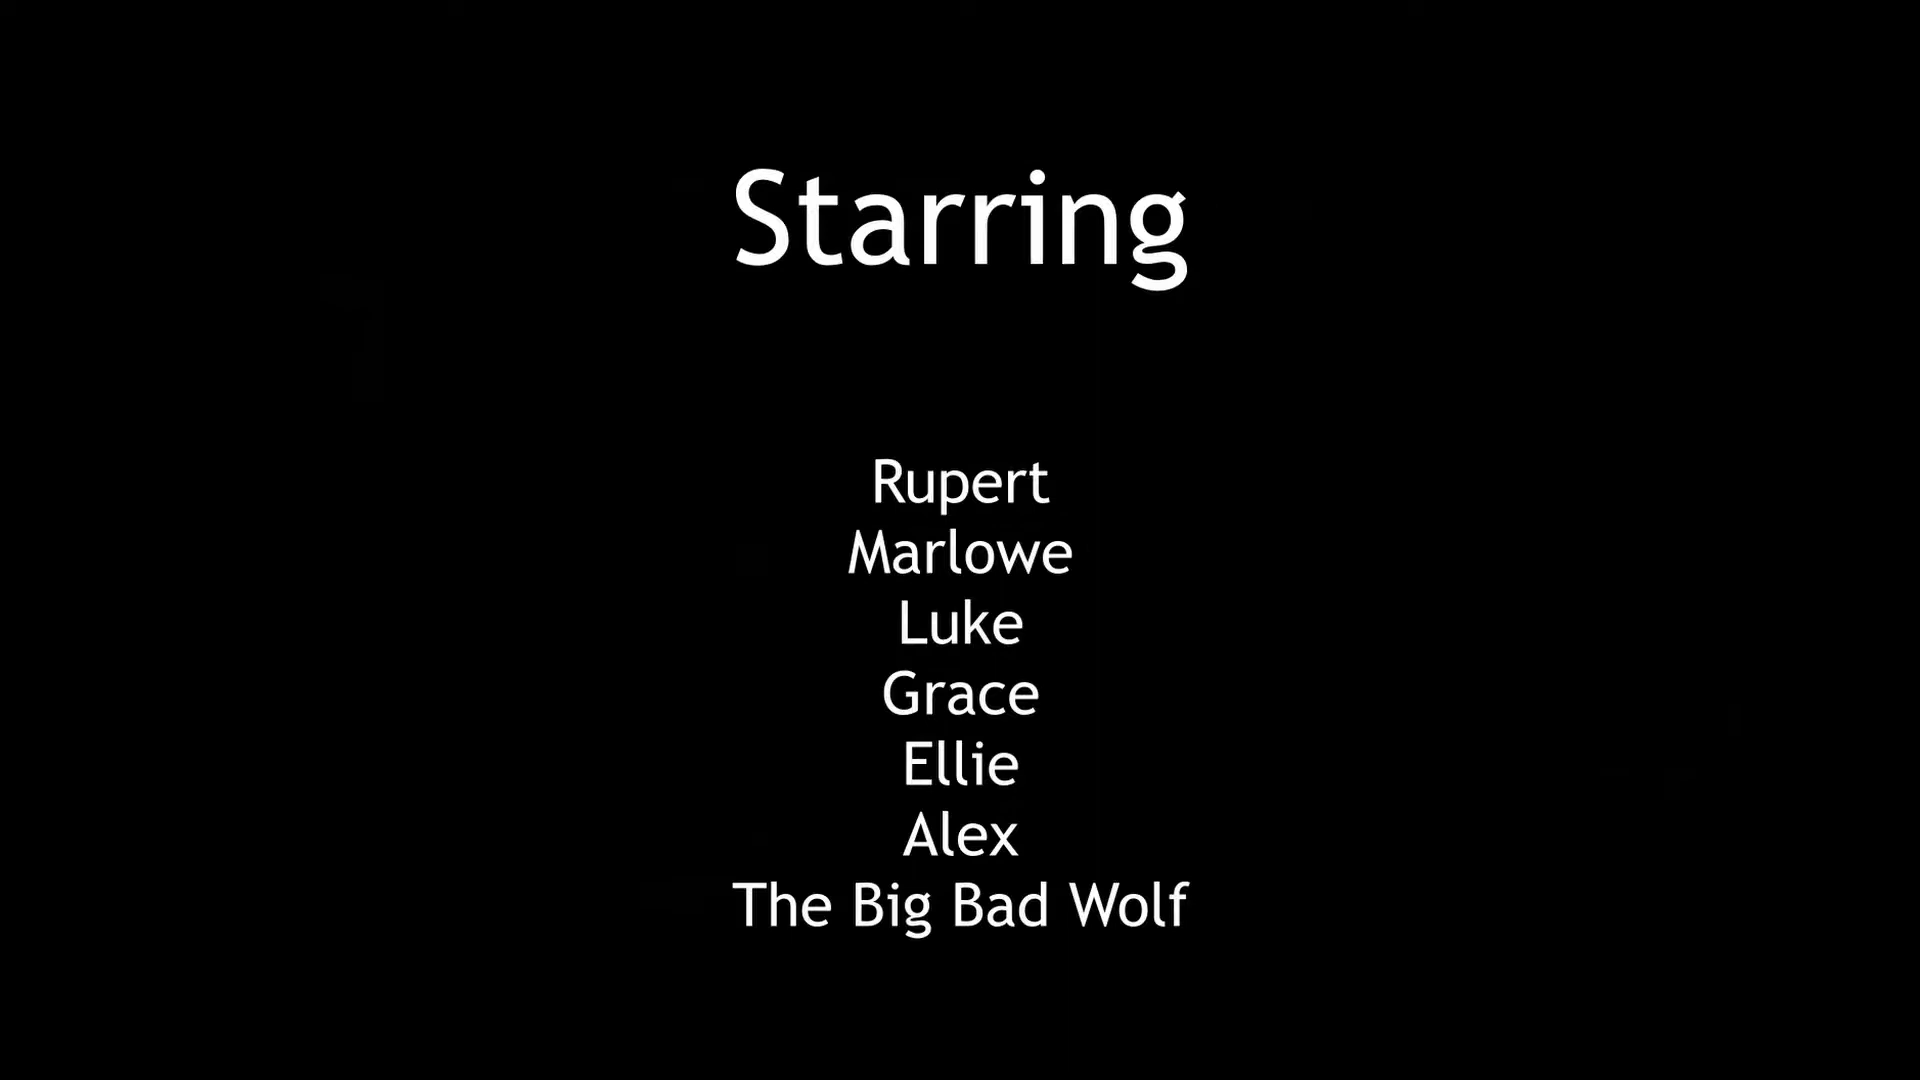 Starring
Rupert
Marlowe
Luke
Grace
Ellie
Alex
The Big Bad Wolf